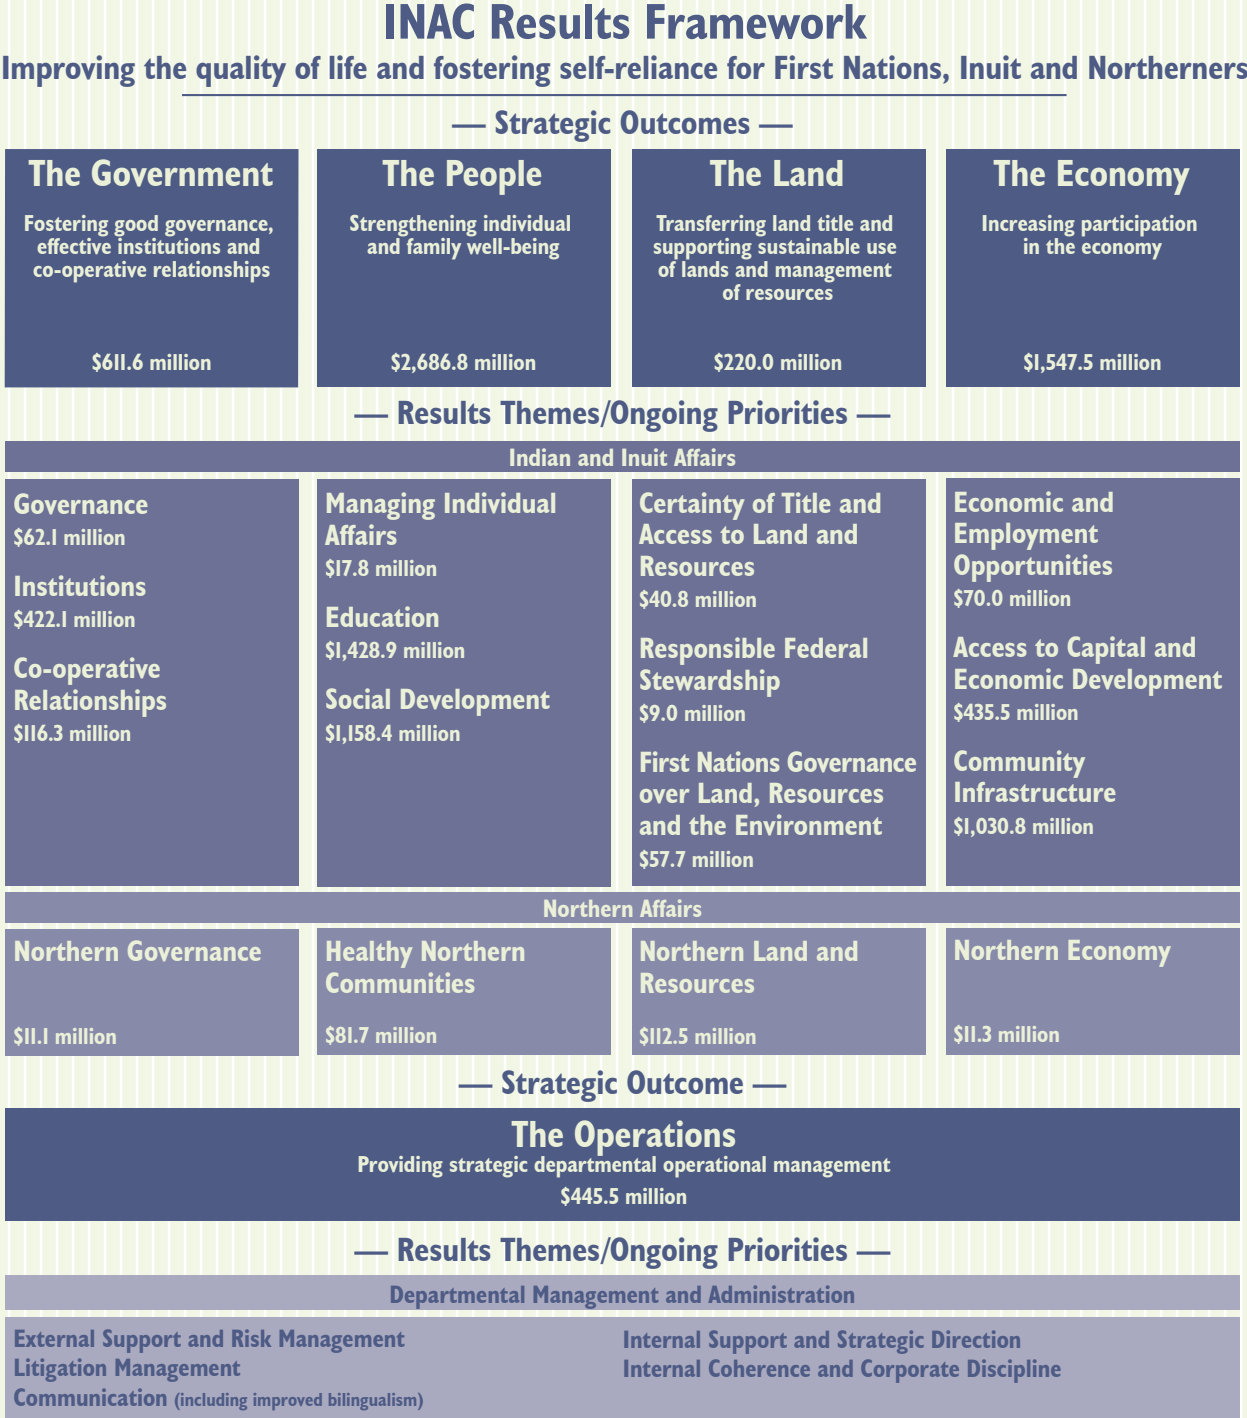 INAC Results Framework
Improving the quality of life and fostering self-reliance for First Nations, Inuit and Northerners
— Strategic Outcomes —
The Government
Fostering good governance,
effective institutions and
co-operative relationships
$611.6 million
The People
Strengthening individual
and family well-being
$2,686.8 million
The Land
Transferring land title and
supporting sustainable use
of lands and management
of resources
$220.0 million
The Economy
Increasing participation
in the economy
$1,547.5 million
— Results Themes/Ongoing Priorities —
Indian and Inuit Affairs
Governance
$62.1 million
Institutions
$422.1 million
Co-operative
Relationships
$116.3 million
Managing Individual
Affairs
$17.8 million
Education
$1,428.9 million
Social Development
$1,158.4 million
Certainty of Title and
Access to Land and
Resources
$40.8 million
Responsible Federal
Stewardship
$9.0 million
First Nations Governance
over Land, Resources
and the Environment
$57.7 million
Economic and
Employment
Opportunities
$70.0 million
Access to Capital and
Economic Development
$435.5 million
Community
Infrastructure
$1,030.8 million
Northern Affairs
Northern Governance
$11.1 million
Healthy Northern
Communities
$81.7 million
Northern Land and
Resources
$112.5 million
Northern Economy
$11.3 million
— Strategic Outcome —
The Operations
Providing strategic departmental operational management
$445.5 million
— Results Themes/Ongoing Priorities —
Departmental Management and Administration
External Support and Risk Management
Litigation Management
Communication (including improved bilingualism)
Internal Support and Strategic Direction
Internal Coherence and Corporate Discipline